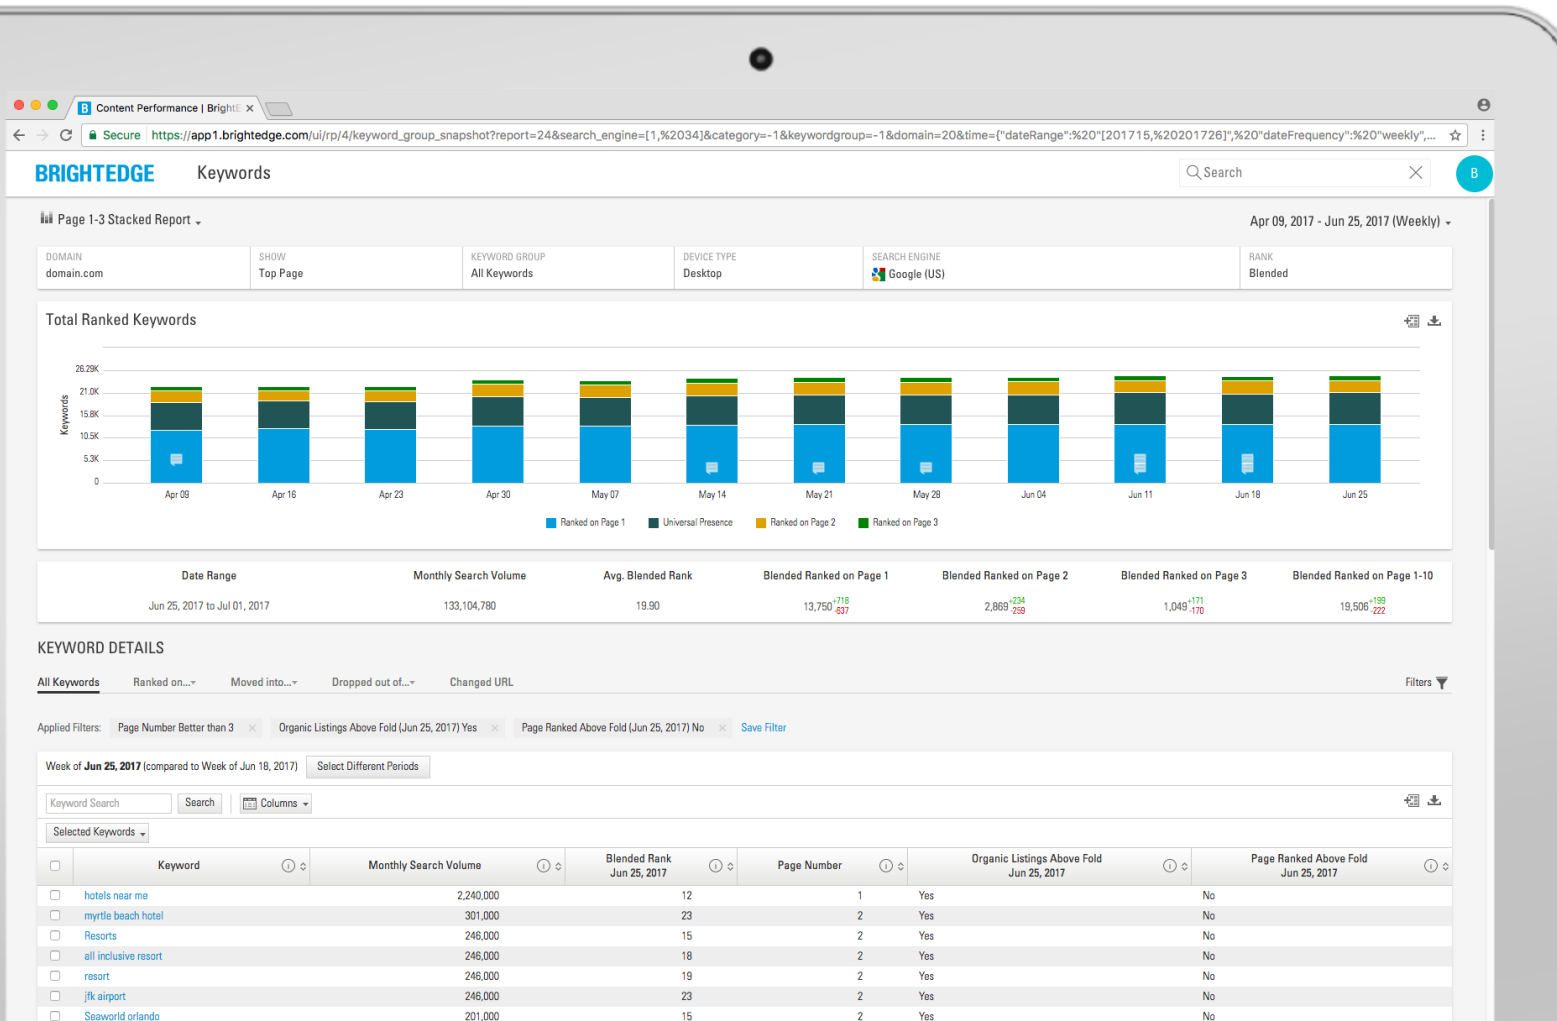 B Content Performance | BrightE ×
Secure https://app1.brightedge.com/ui/rp/4/keyword_group_snapshot?report=24&search_engine=[1,%2034]&category=-1&keywordgroup=-1&domain=20&time={"dateRange":%20"[201715,%20201726]",%20"dateFrequency":%20"weekly",...
BRIGHTEDGE Keywords Search B
Page 1-3 Stacked Report Apr 09, 2017 - Jun 25, 2017 (Weekly)
DOMAIN SHOW KEYWORD GROUP DEVICE TYPE SEARCH ENGINE RANK
domain.com Top Page All Keywords Desktop Google (US) Blended
Total Ranked Keywords
Keywords
26.29K
21.0K
15.8K
10.5K
5.3K
0
Apr 09 Apr 16 Apr 23 Apr 30 May 07 May 14 May 21 May 28 Jun 04 Jun 11 Jun 18 Jun 25
Ranked on Page 1 Universal Presence Ranked on Page 2 Ranked on Page 3
Date Range Monthly Search Volume Avg. Blended Rank Blended Ranked on Page 1 Blended Ranked on Page 2 Blended Ranked on Page 3 Blended Ranked on Page 1-10
Jun 25, 2017 to Jul 01, 2017 133,104,780 19.90 13,750 +718 -637 2,869 +234 -259 1,049 +171 -170 19,506 +199 -222
KEYWORD DETAILS
All Keywords Ranked on... Moved into... Dropped out of... Changed URL Filters
Applied Filters: Page Number Better than 3 × Organic Listings Above Fold (Jun 25, 2017) Yes × Page Ranked Above Fold (Jun 25, 2017) No × Save Filter
Week of Jun 25, 2017 (compared to Week of Jun 18, 2017) Select Different Periods
Keyword Search Search Columns
Selected Keywords
Keyword Monthly Search Volume Blended Rank Jun 25, 2017 Page Number Organic Listings Above Fold Jun 25, 2017 Page Ranked Above Fold Jun 25, 2017
hotels near me 2,240,000 12 1 Yes No
myrtle beach hotel 301,000 23 2 Yes No
Resorts 246,000 15 2 Yes No
all inclusive resort 246,000 18 2 Yes No
resort 246,000 19 2 Yes No
jfk airport 246,000 23 2 Yes No
Seaworld orlando 201,000 15 2 Yes No